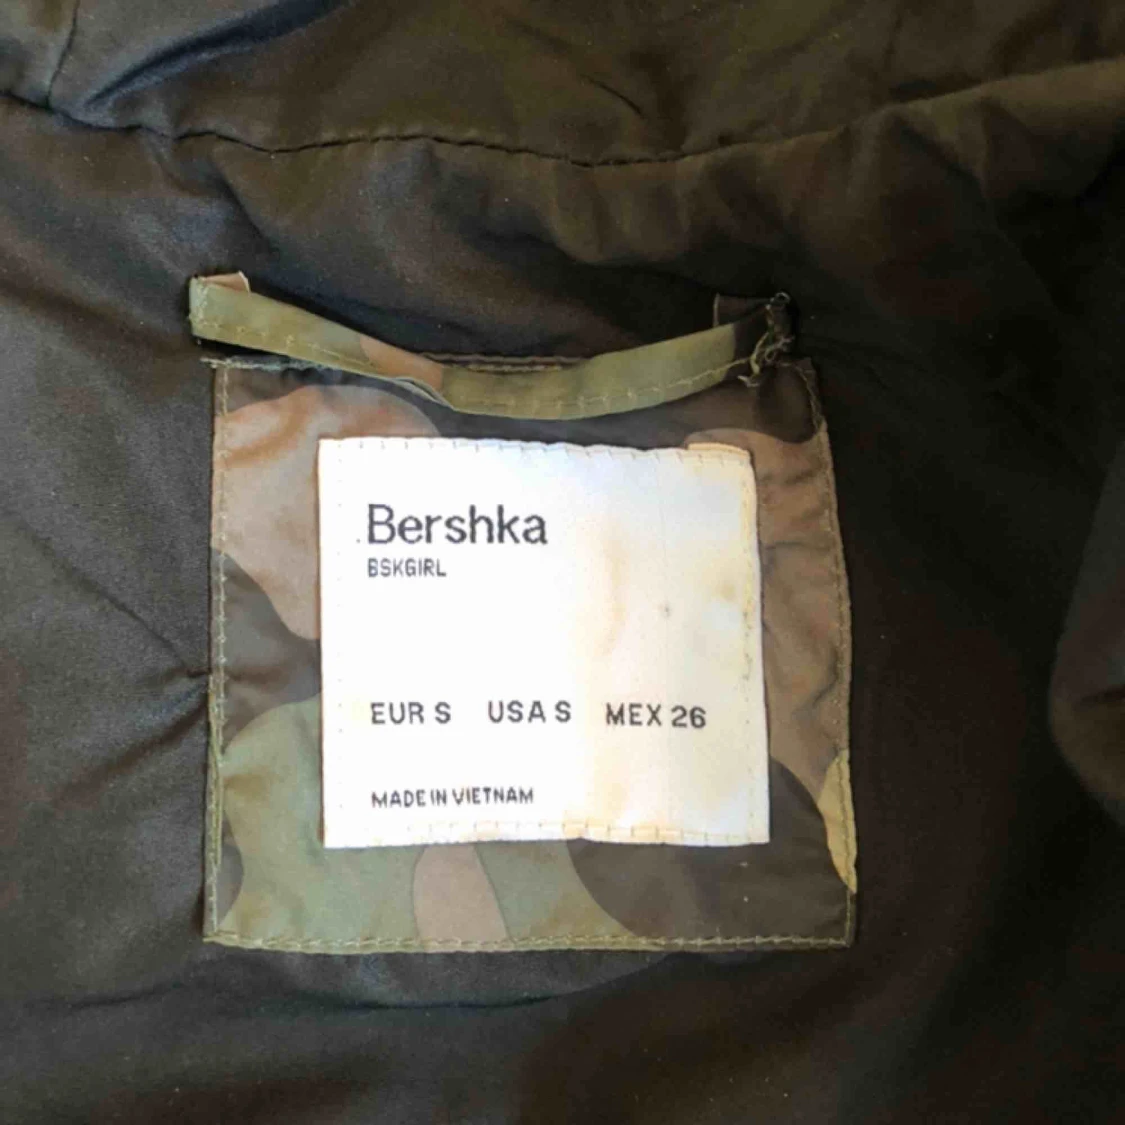 Bershka
BSKGIRL
EUR S USA S MEX 26
MADE IN VIETNAM